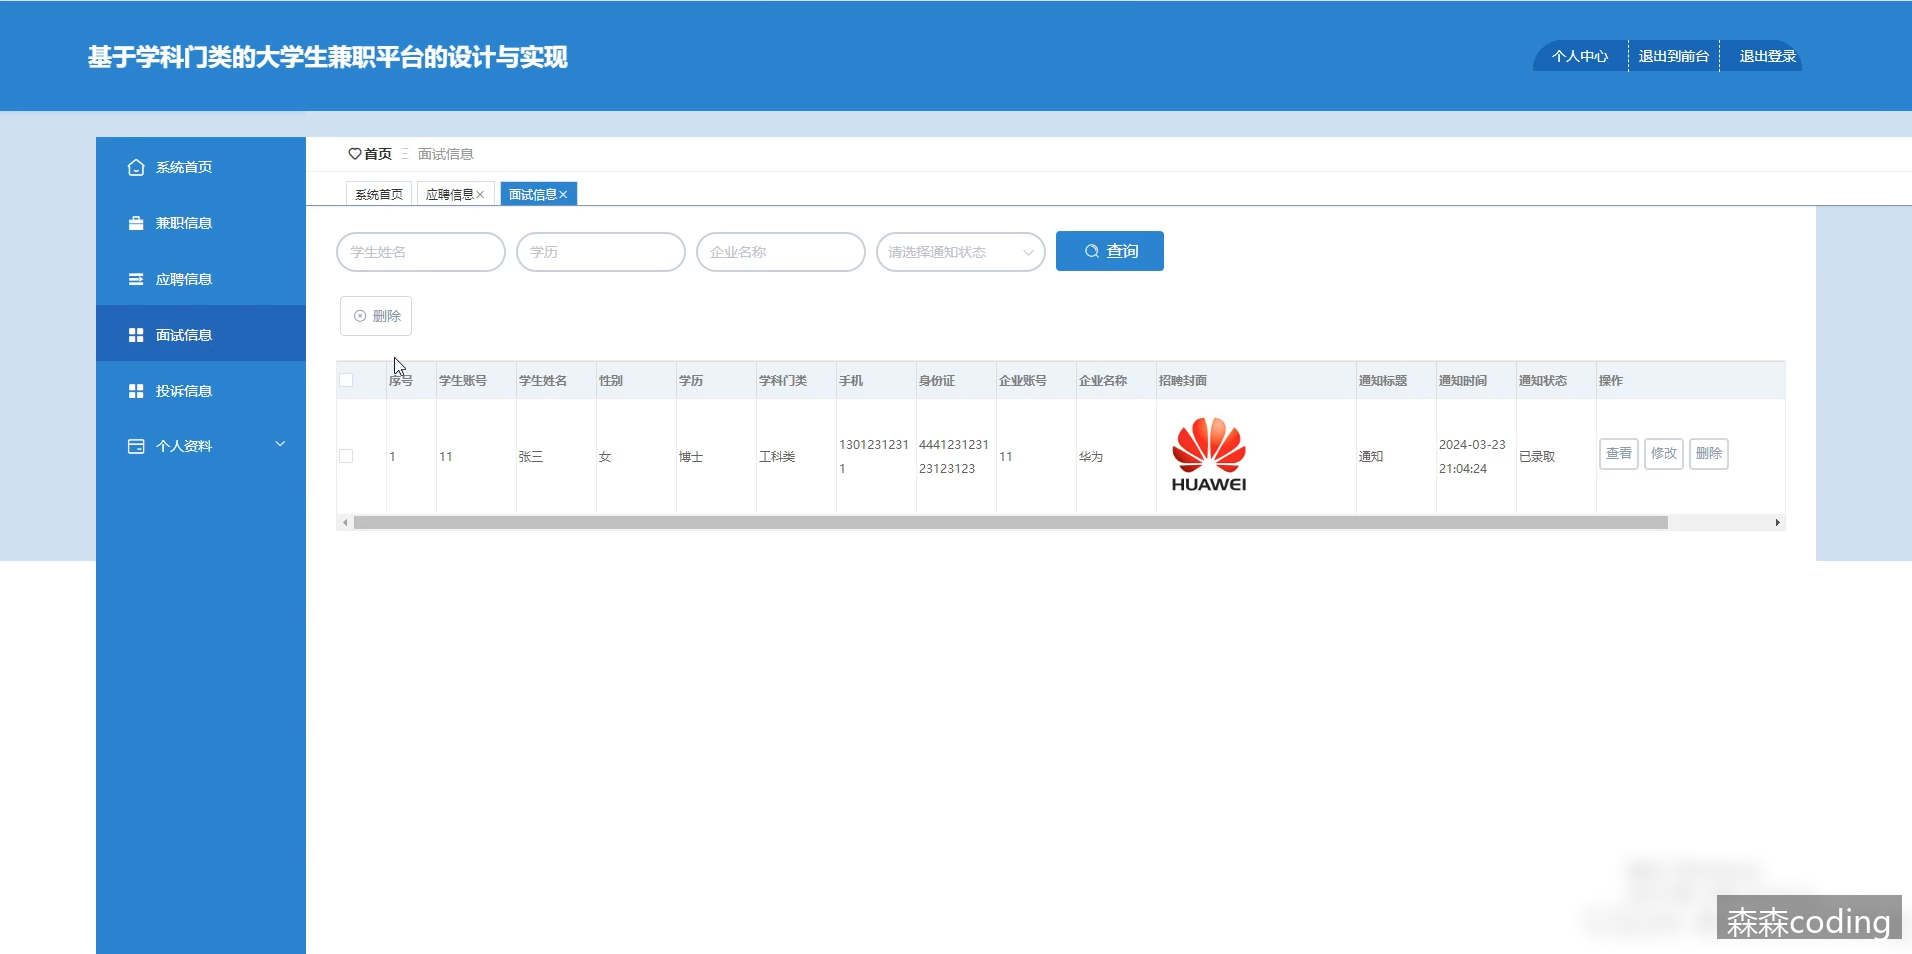 基于学科门类的大学生兼职平台的设计与实现
个人中心 退出到前台 退出登录
系统首页
兼职信息
应聘信息
面试信息
投诉信息
个人资料
首页 面试信息
系统首页 应聘信息 面试信息
学生姓名 学历 企业名称 请选择通知状态 查询
删除
序号 学生账号 学生姓名 性别 学历 学科门类 手机 身份证 企业账号 企业名称 招聘封面 通知标题 通知时间 通知状态 操作
1 11 张三 女 博士 工科类 1301231231 4441231231 11 华为 HUAWEI 通知 2024-03-23 已录取 查看 修改 删除
1 23123123 21:04:24
森森coding